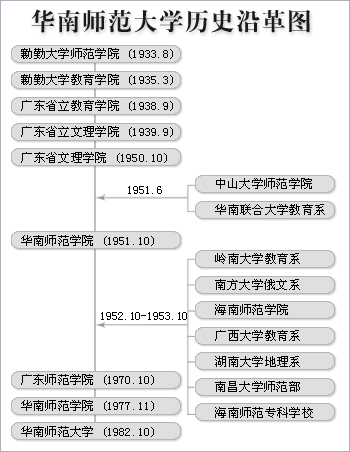 华南师范大学历史沿革图
勷勤大学师范学院 (1933.8)
勷勤大学教育学院 (1935.3)
广东省立教育学院 (1938.9)
广东省立文理学院 (1939.9)
广东省文理学院 (1950.10)
1951.6
中山大学师范学院
华南联合大学教育系
华南师范学院 (1951.10)
岭南大学教育系
南方大学俄文系
海南师范学院
1952.10-1953.10
广西大学教育系
湖南大学地理系
广东师范学院 (1970.10)
南昌大学师范部
华南师范学院 (1977.11)
海南师范专科学校
华南师范大学 (1982.10)